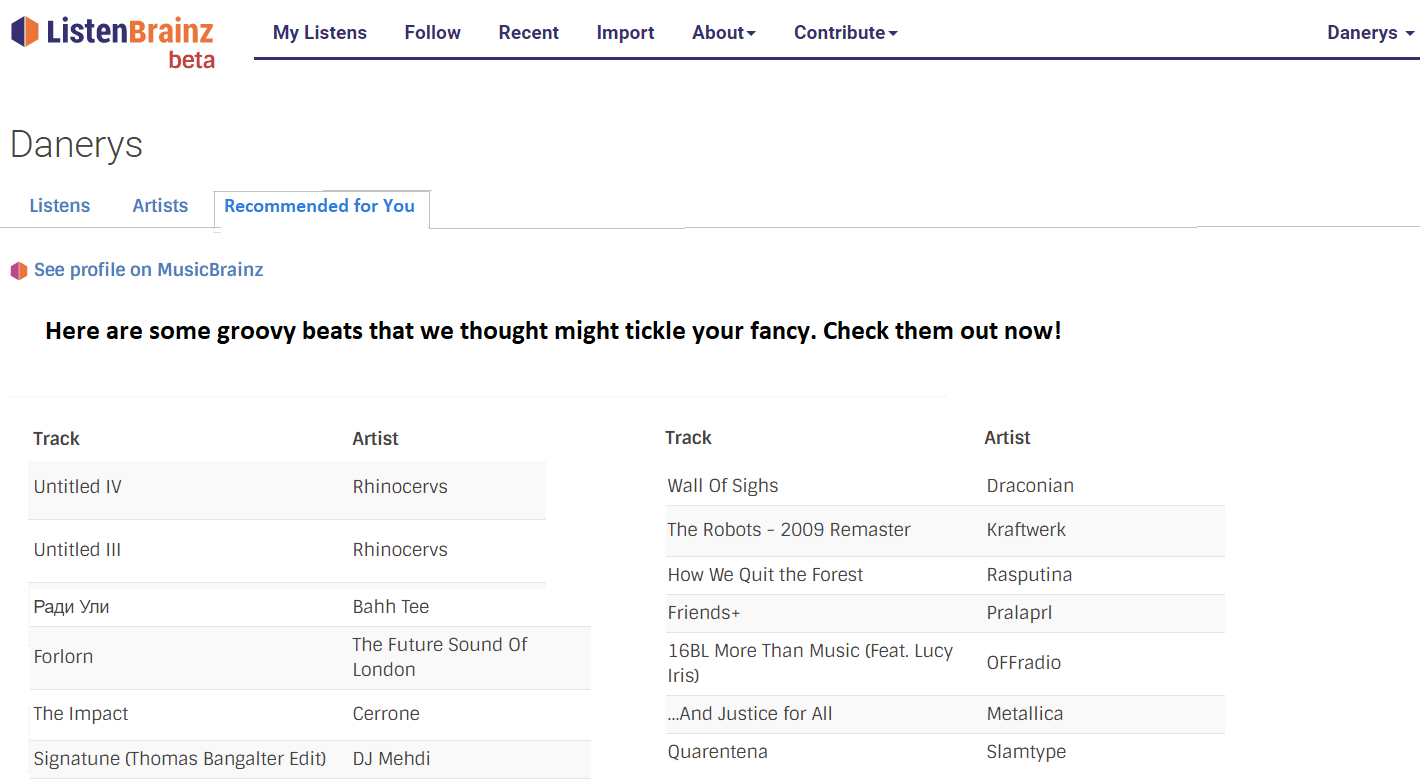 ListenBrainz
beta
My Listens Follow Recent Import About Contribute Danerys
Danerys
Listens Artists Recommended for You
See profile on MusicBrainz
Here are some groovy beats that we thought might tickle your fancy. Check them out now!
Track Artist
Untitled IV Rhinocervs
Untitled III Rhinocervs
Ради Ули Bahh Tee
Forlorn The Future Sound Of
London
The Impact Cerrone
Signatune (Thomas Bangalter Edit) DJ Mehdi
Track Artist
Wall Of Sighs Draconian
The Robots - 2009 Remaster Kraftwerk
How We Quit the Forest Rasputina
Friends+ Pralaprl
16BL More Than Music (Feat. Lucy
Iris) OFFradio
...And Justice for All Metallica
Quarentena Slamtype